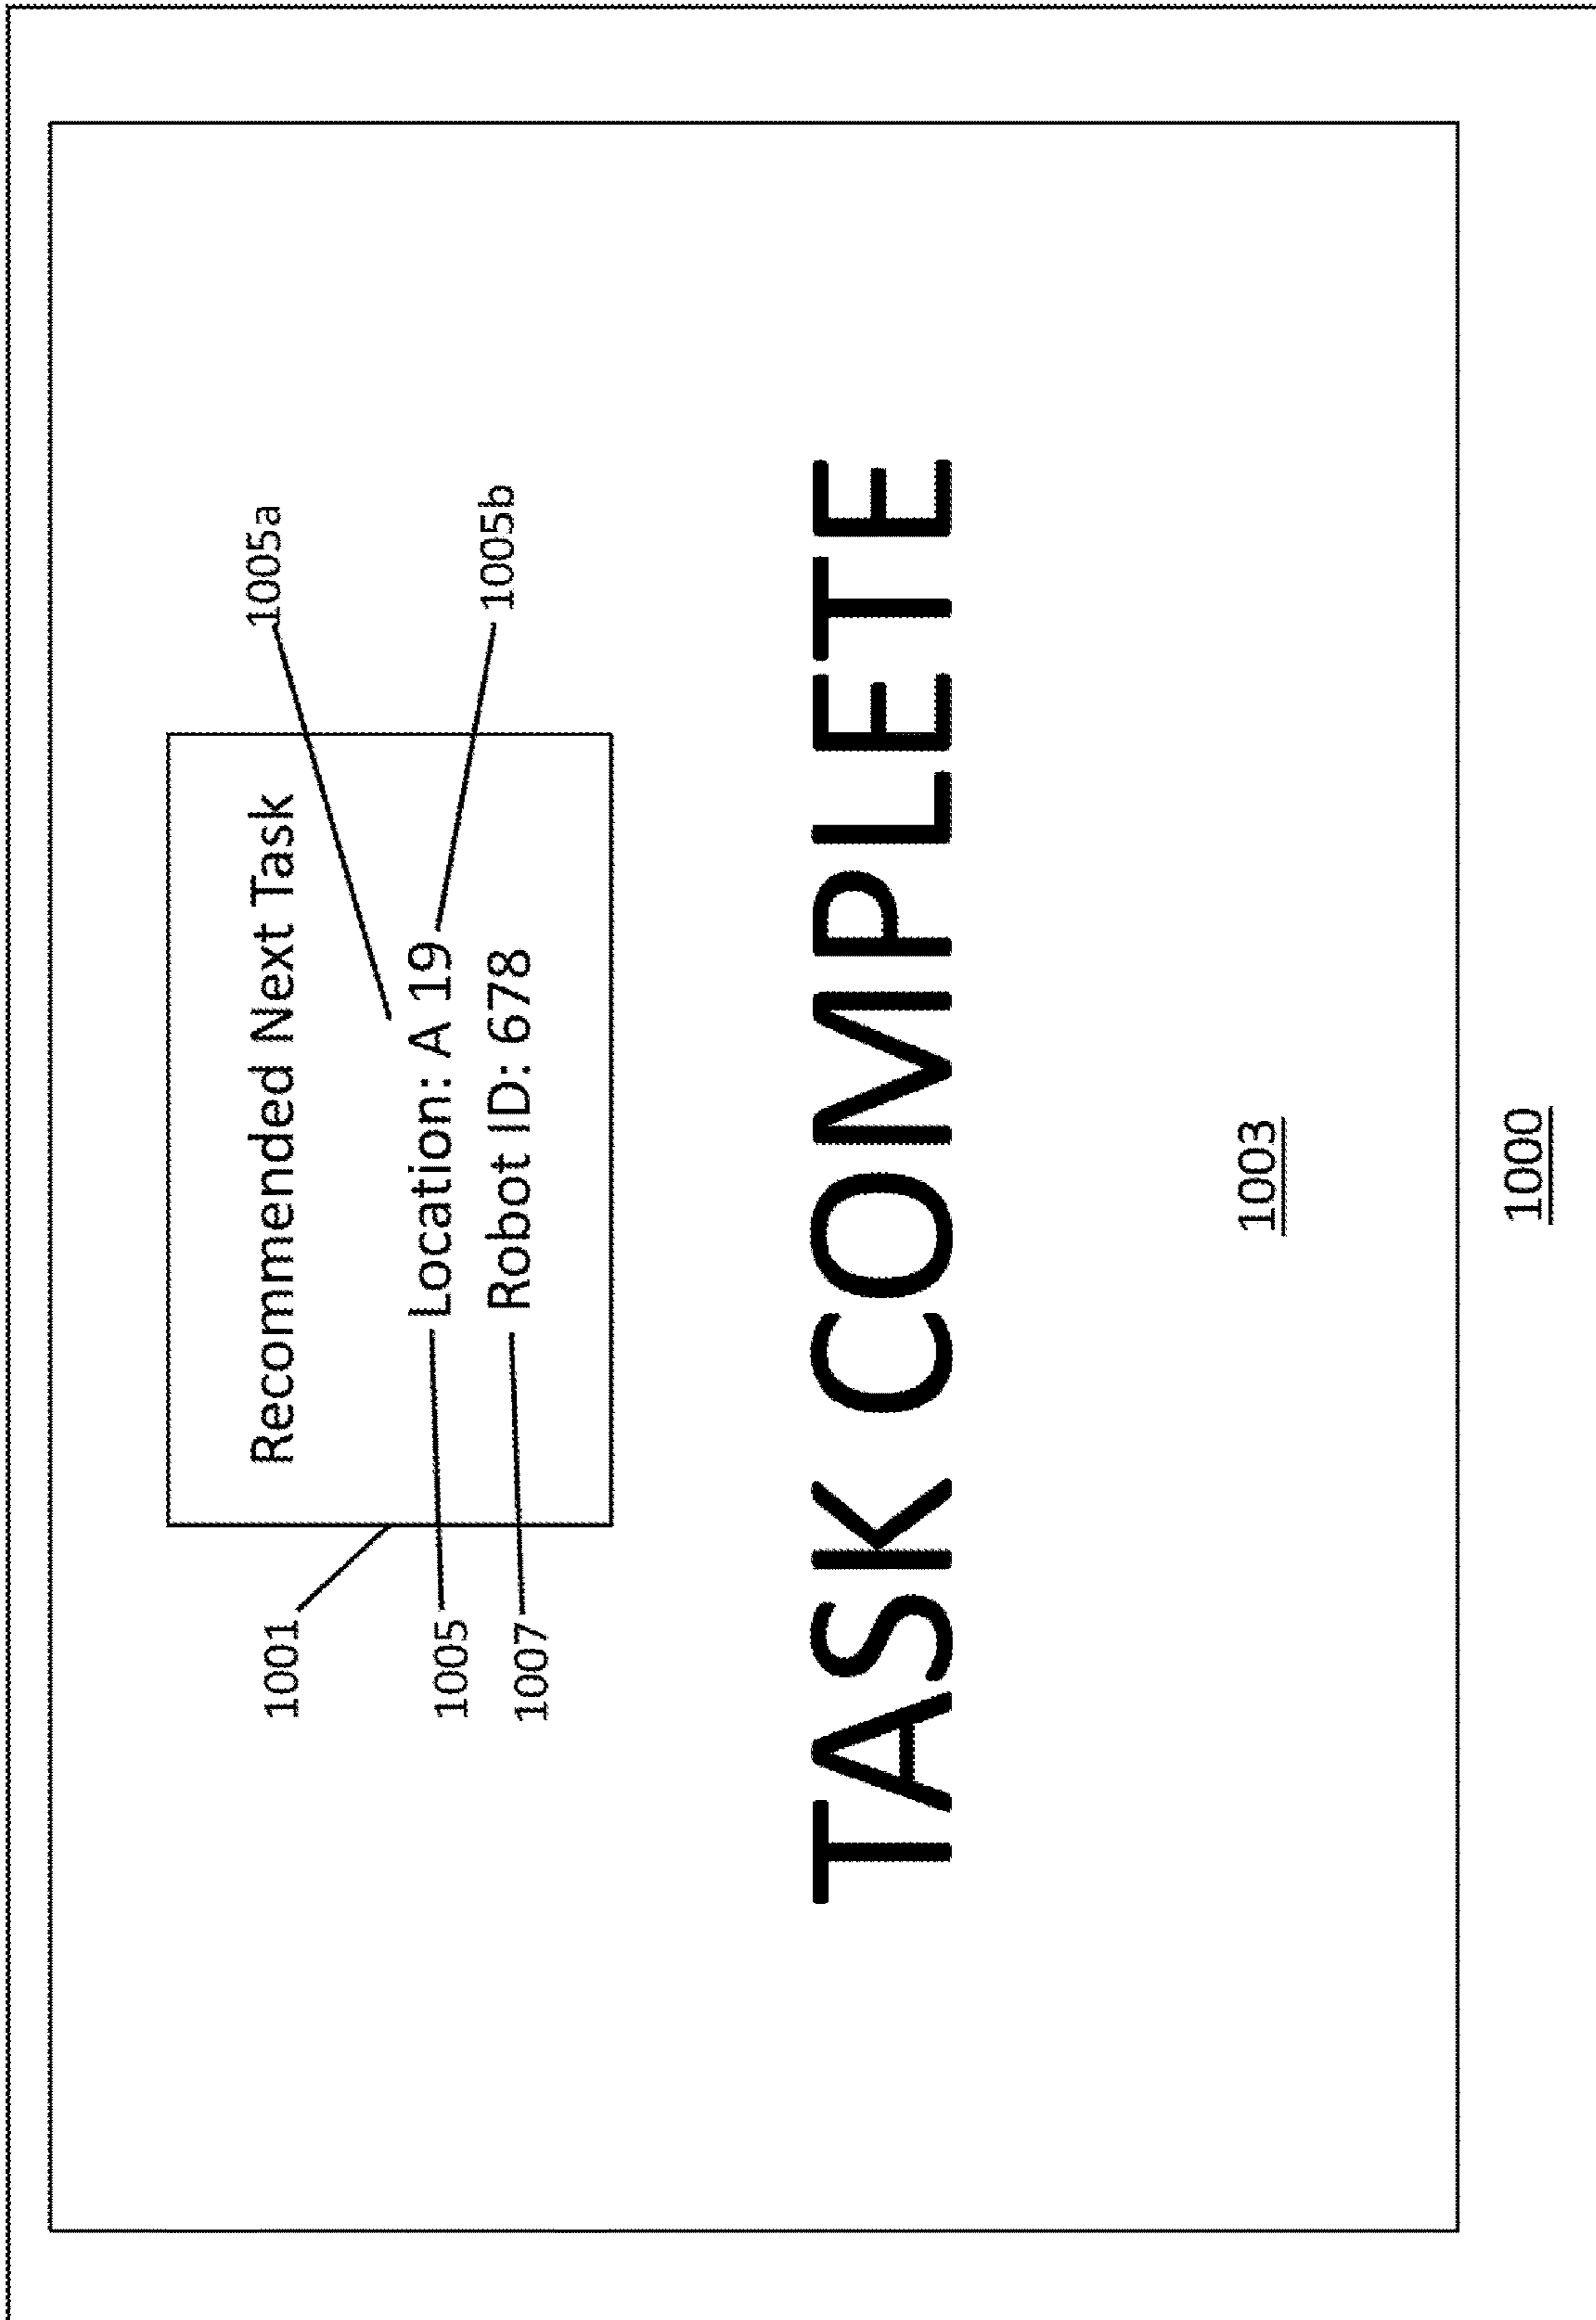 Recommended Next Task
1005a
1001
Location: A 19
1005
1005b
Robot ID: 678
1007
TASK COMPLETE
1003
1000